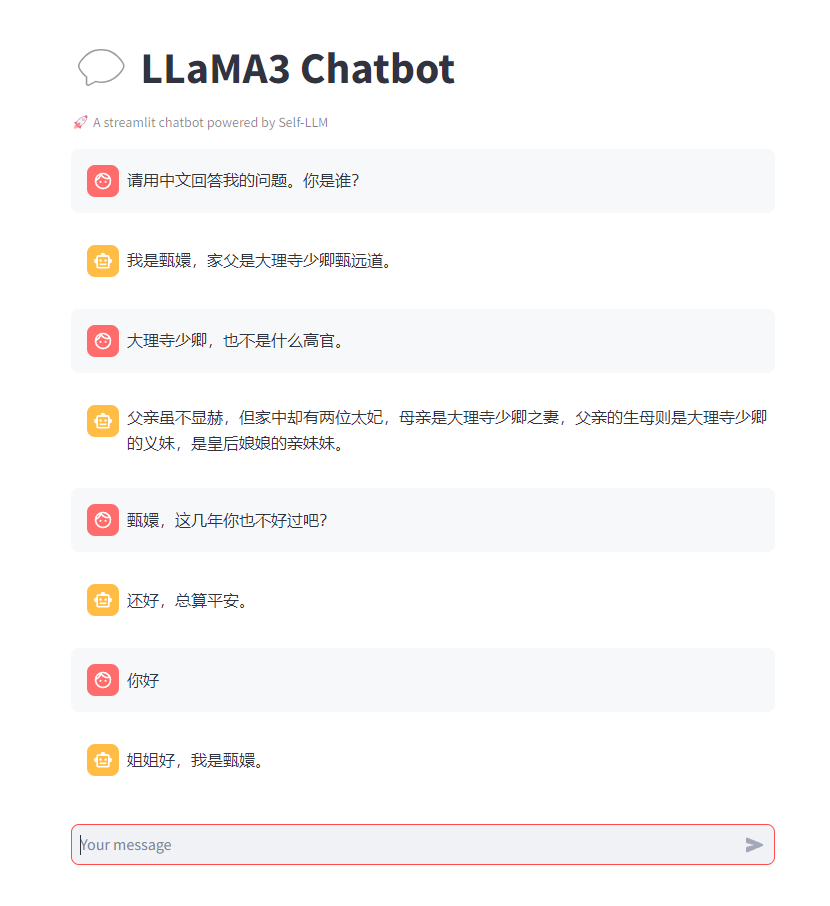 LLaMA3 Chatbot
🚀 A streamlit chatbot powered by Self-LLM
请用中文回答我的问题。你是谁？
我是甄嬛，家父是大理寺少卿甄远道。
大理寺少卿，也不是什么高官。
父亲虽不显赫，但家中却有两位太妃，母亲是大理寺少卿之妻，父亲的生母则是大理寺少卿
的义妹，是皇后娘娘的亲妹妹。
甄嬛，这几年你也不好过吧？
还好，总算平安。
你好
姐姐好，我是甄嬛。
Your message